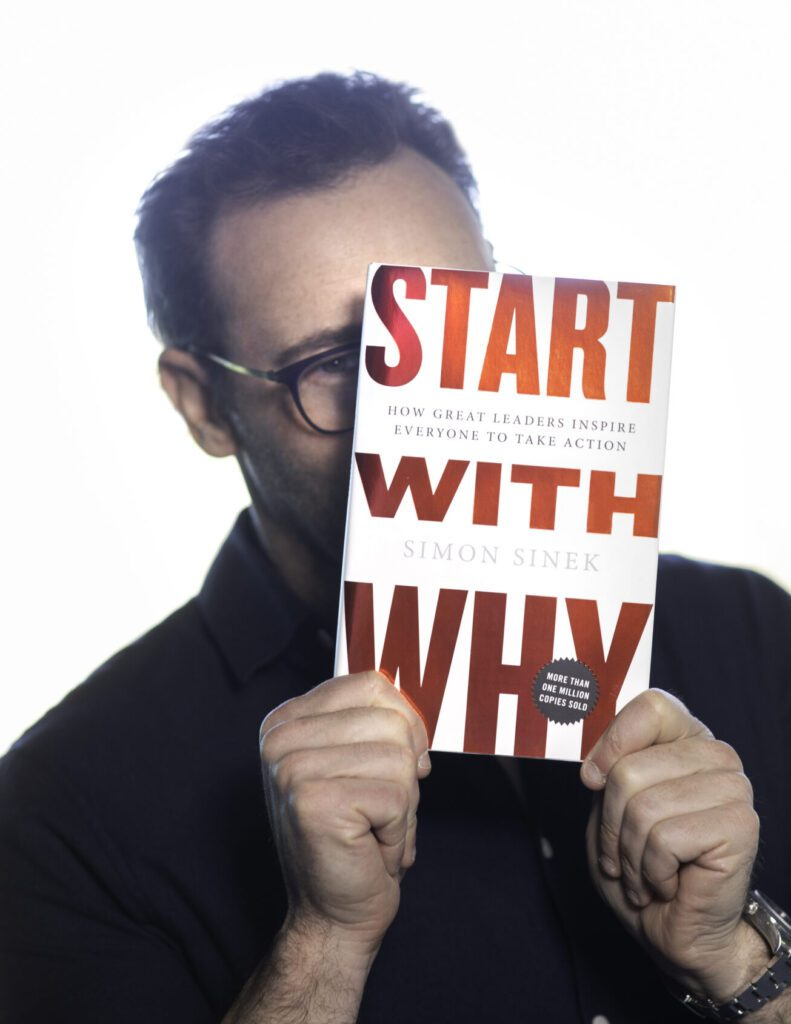 START
HOW GREAT LEADERS INSPIRE
EVERYONE TO TAKE ACTION
WITH
SIMON SINEK
WHY
MORE THAN
ONE MILLION
COPIES SOLD